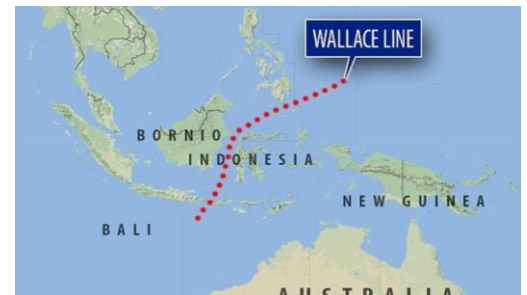 WALLACE LINE
BORNIO
INDONESIA
NEW GUINEA
BALI
AUSTRALIA